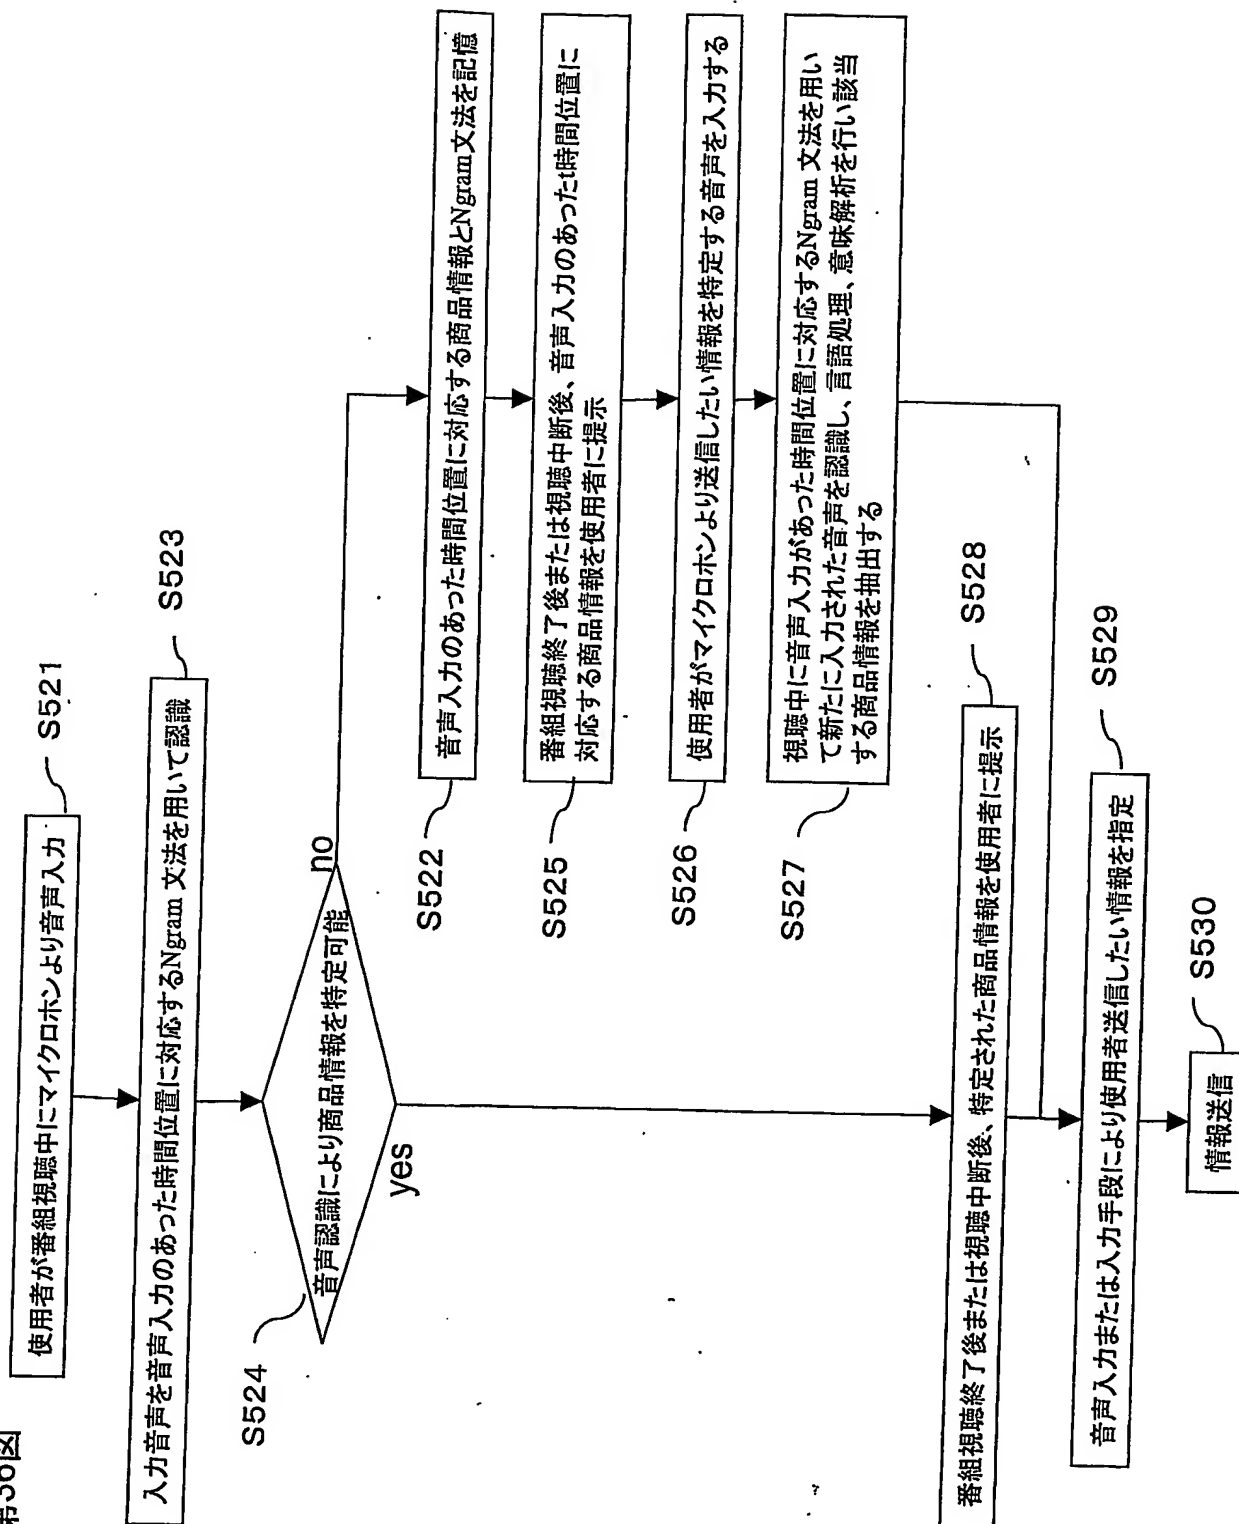 第36図
使用者が番組視聴中にマイクロホンより音声入力
S521
入力音声を音声入力のあった時間位置に対応するNgram 文法を用いて認識
S523
音声認識により商品情報を特定可能
S524
no
yes
音声入力のあった時間位置に対応する商品情報とNgram文法を記憶
S522
番組視聴終了後または視聴中断後、音声入力のあったt時間位置に
対応する商品情報を使用者に提示
S525
使用者がマイクロホンより送信したい情報を特定する音声を入力する
S526
視聴中に音声入力があった時間位置に対応するNgram 文法を用い
て新たに入力された音声を認識し、言語処理、意味解析を行い該当
する商品情報を抽出する
S527
番組視聴終了後または視聴中断後、特定された商品情報を使用者に提示
S528
音声入力または入力手段により使用者送信したい情報を指定
S529
情報送信
S530